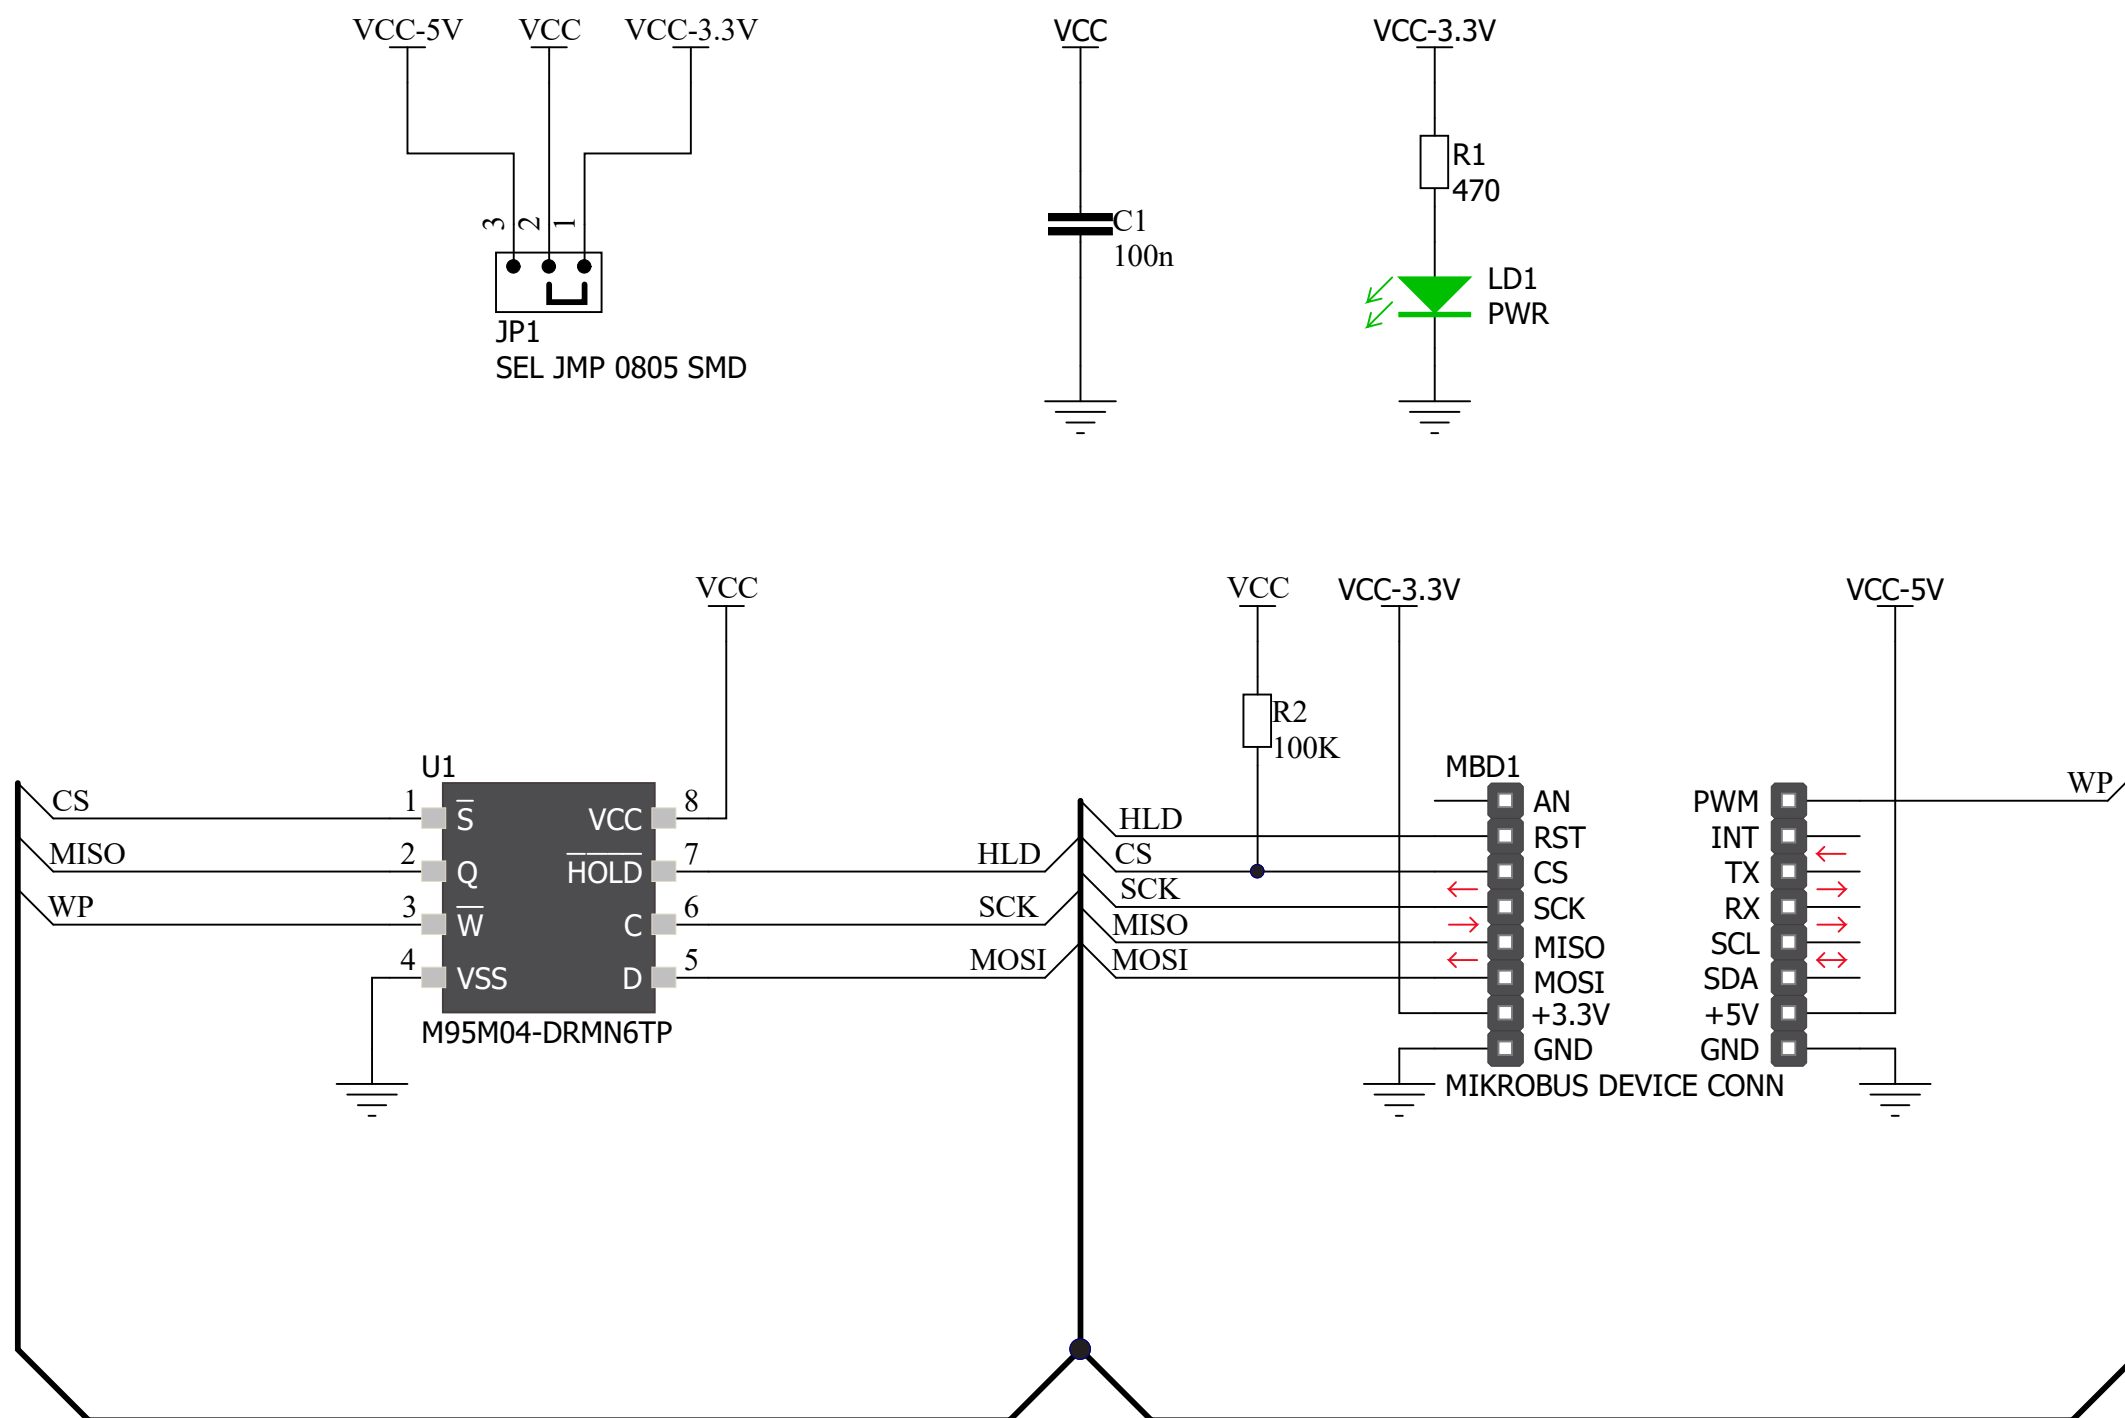 VCC-5V VCC VCC-3.3V
3 2 1
JP1
SEL JMP 0805 SMD
VCC
C1
100n
VCC-3.3V
R1
470
LD1
PWR
VCC
U1
CS 1 S̅ VCC 8
MISO 2 Q H̅O̅L̅D̅ 7 HLD
WP 3 W̅ C 6 SCK
4 VSS D 5 MOSI
M95M04-DRMN6TP
VCC VCC-3.3V VCC-5V
R2
100K
MBD1
AN PWM WP
HLD RST INT
CS CS TX
SCK SCK RX
MISO MISO SCL
MOSI MOSI SDA
+3.3V +5V
GND GND
MIKROBUS DEVICE CONN